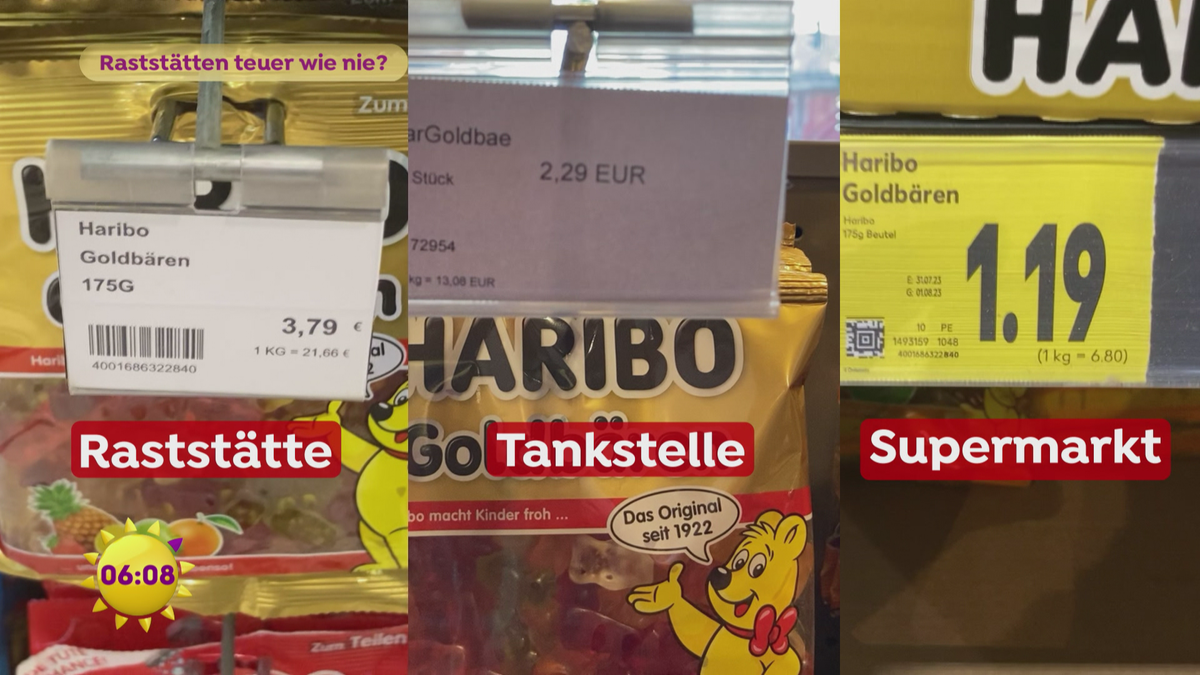 Raststätten teuer wie nie?
Zum
Haribo
Goldbären
175G
3,79 €
1 KG = 21,66 €
4001686322840
Raststätte
06:08
Zum Teilen
arGoldbae
Stück
2,29 EUR
72954
kg = 13,08 EUR
HARIBO
Tankstelle
bo macht Kinder froh ...
Das Original
seit 1922
HA
Haribo
Goldbären
Haribo
175g Beutel
1.19
E: 31.07.23
G: 01.08.23
10 PE
1493159 1048
4001686322840
(1 kg = 6.80)
Supermarkt